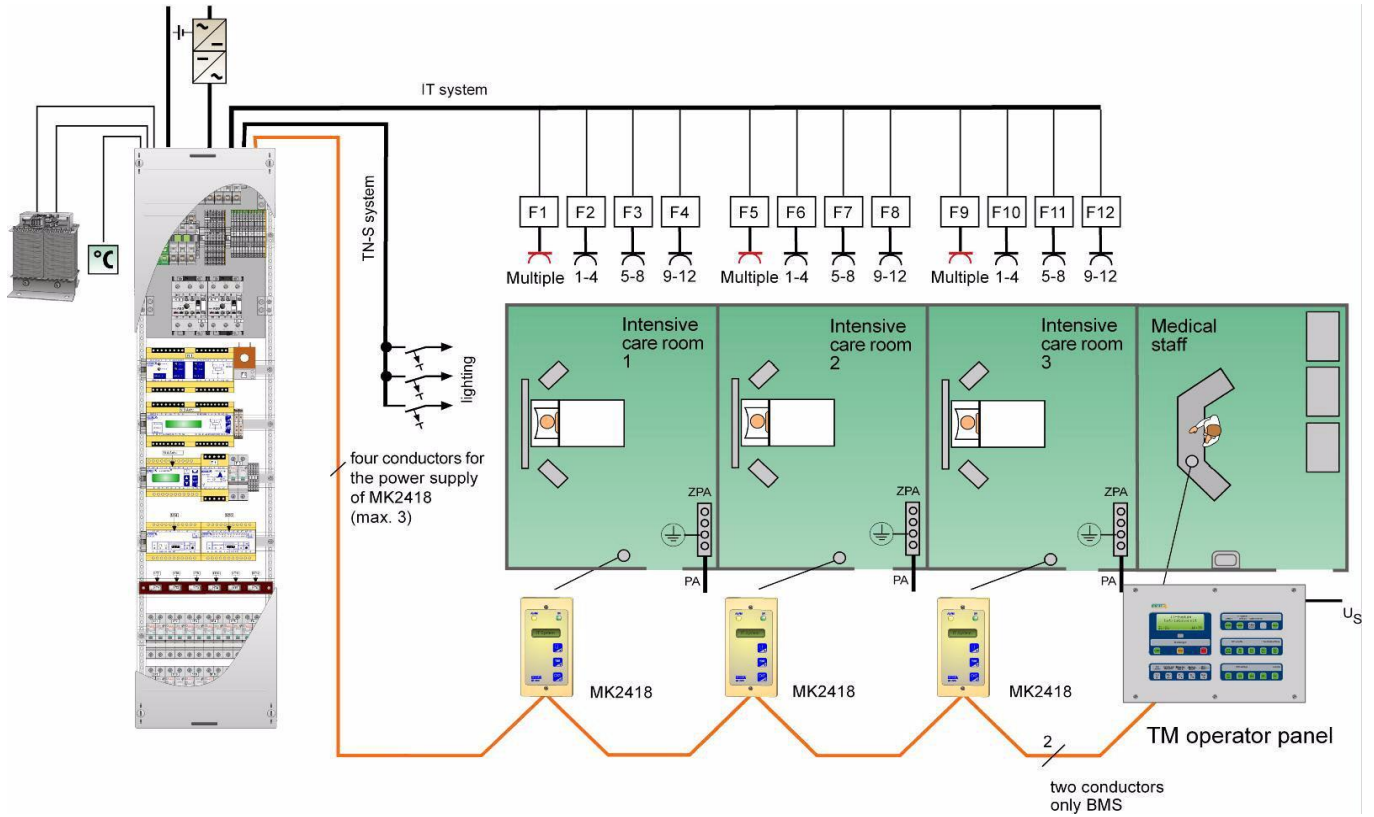 IT system
TN-S system
°C
F1 F2 F3 F4 F5 F6 F7 F8 F9 F10 F11 F12
Multiple 1-4 5-8 9-12 Multiple 1-4 5-8 9-12 Multiple 1-4 5-8 9-12
lighting
Intensive
care room
1
Intensive
care room
2
Intensive
care room
3
Medical
staff
four conductors for
the power supply
of MK2418
(max. 3)
ZPA
ZPA
ZPA
PA
PA
PA
US
MK2418
MK2418
MK2418
TM operator panel
2
two conductors
only BMS